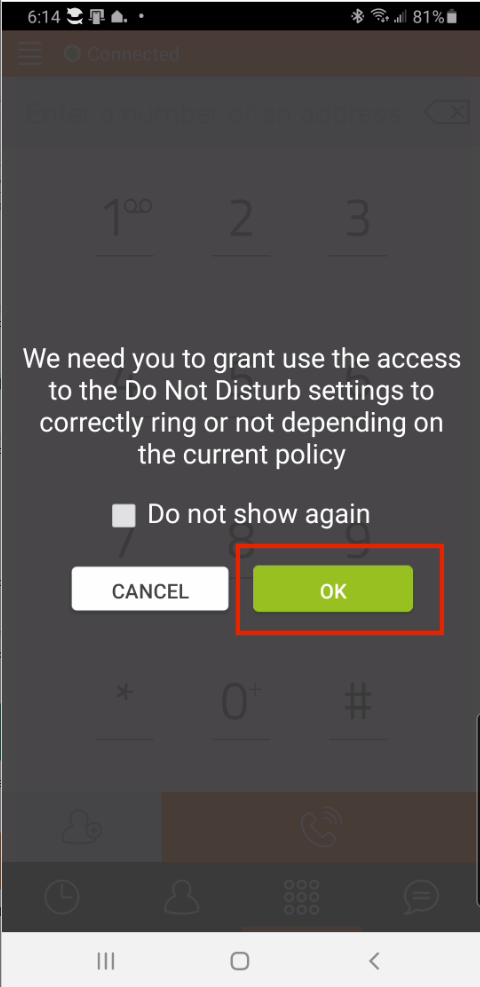 6:14 81%
Connected
Enter a number or an address
1 2 3
We need you to grant use the access
to the Do Not Disturb settings to
correctly ring or not depending on
the current policy
Do not show again
7 8 9
CANCEL OK
* 0+ #